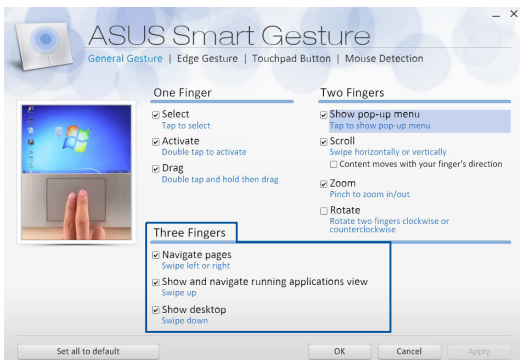 ASUS Smart Gesture
General Gesture | Edge Gesture | Touchpad Button | Mouse Detection
One Finger
Select
Tap to select
Activate
Double tap to activate
Drag
Double tap and hold then drag
Two Fingers
Show pop-up menu
Tap to show pop-up menu
Scroll
Swipe horizontally or vertically
Content moves with your finger's direction
Zoom
Pinch to zoom in/out
Rotate
Rotate two fingers clockwise or
counterclockwise
Three Fingers
Navigate pages
Swipe left or right
Show and navigate running applications view
Swipe up
Show desktop
Swipe down
Set all to default
OK
Cancel
Apply